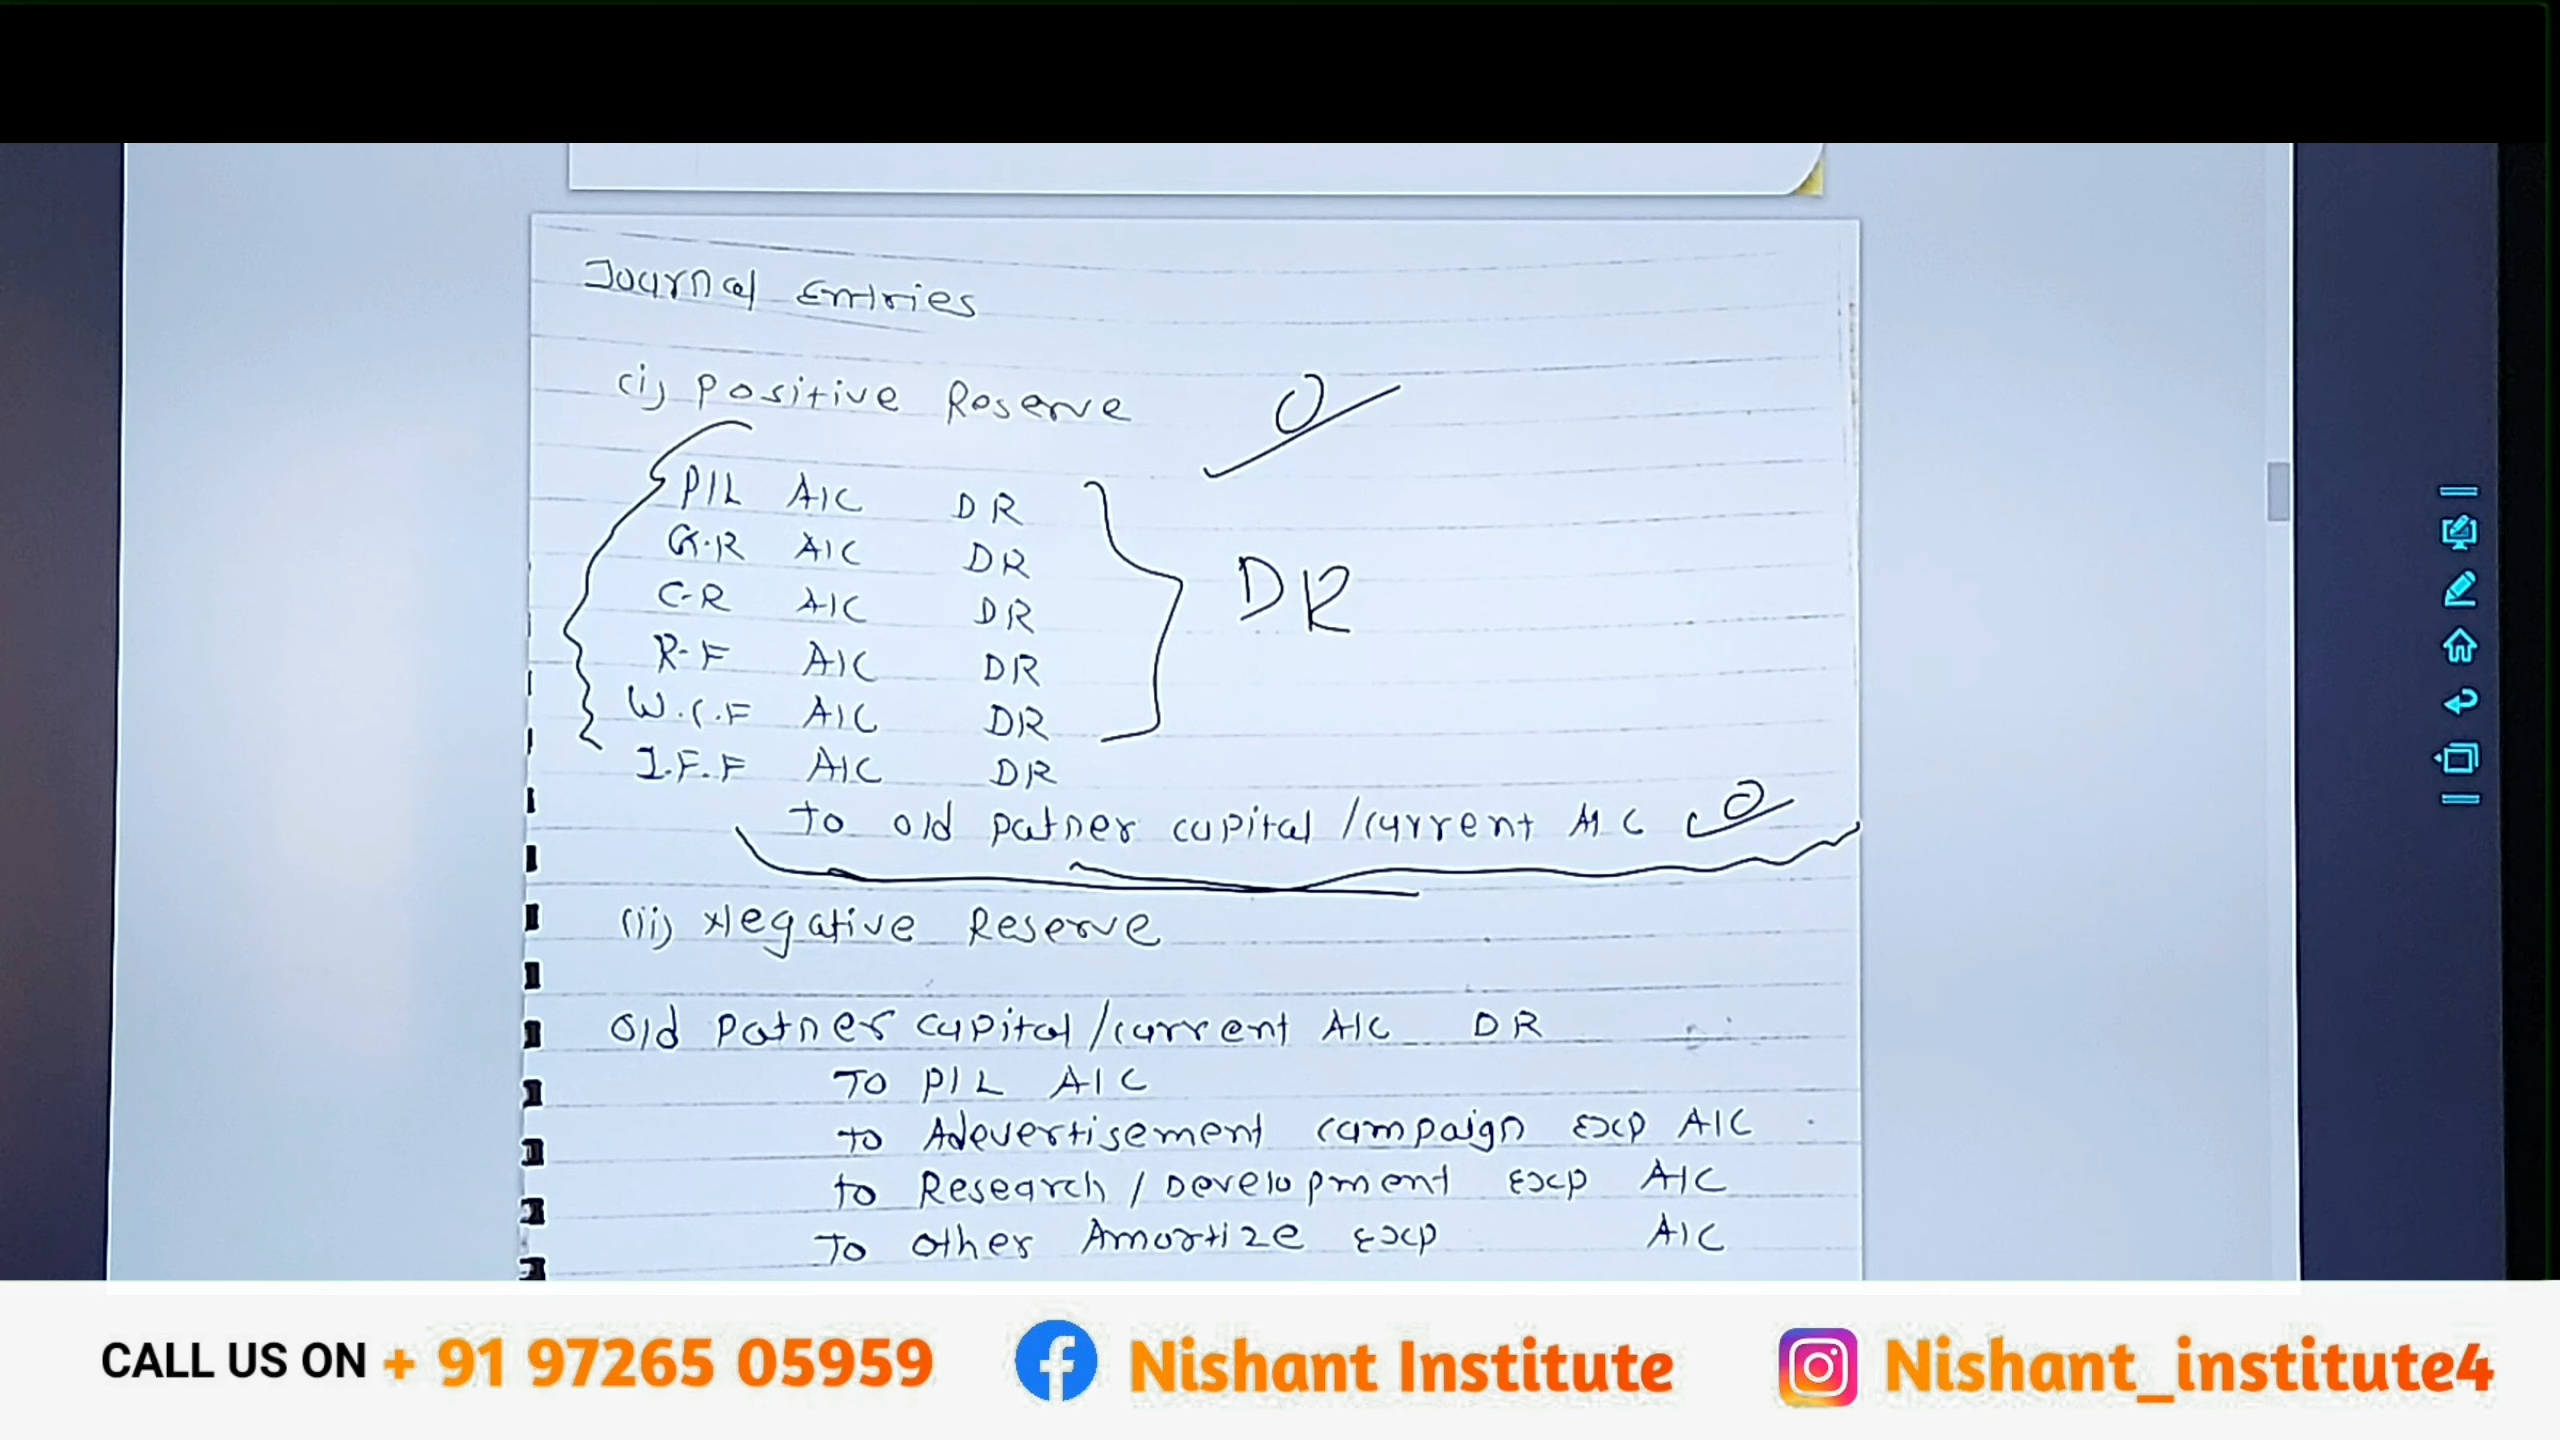 Journal Entries
(i) Positive Reserve
P/L A/C DR
G.R A/C DR
C-R A/C DR
R-F A/C DR
W.C.F A/C DR
I.F.F A/C DR
DR
To old patner capital/current A/C
(ii) Negative Reserve
Old patner capital/current A/C DR
To P/L A/C
to Adevertisement campaign Exp A/C
to Research/Development Exp A/C
To Other Amortize Exp A/C
CALL US ON + 91 97265 05959 Nishant Institute Nishant_institute4